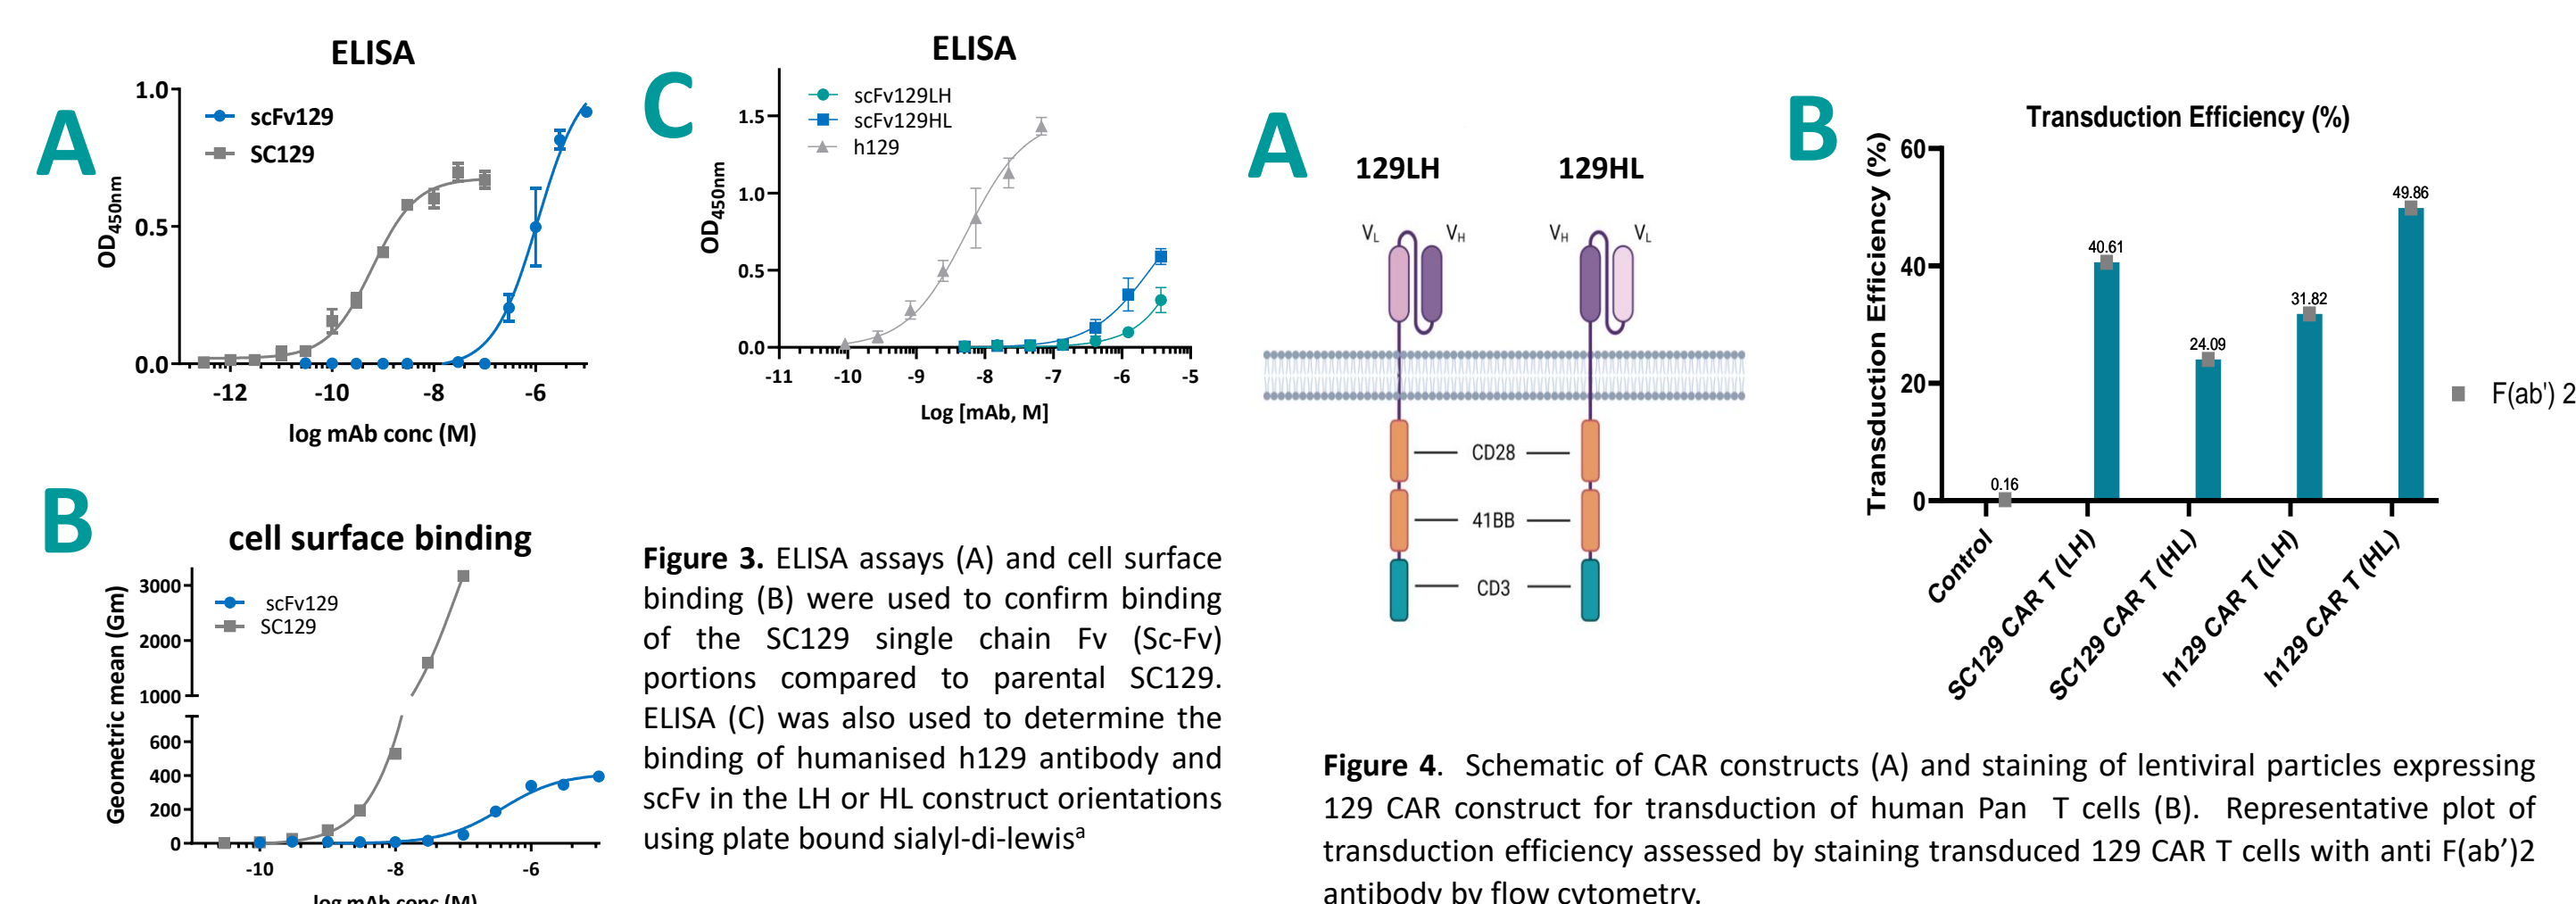 A
ELISA
1.0
0.5
0.0
OD450nm
scFv129
SC129
-12
-10
-8
-6
log mAb conc (M)
C
ELISA
1.5
1.0
0.5
0.0
OD450nm
scFv129LH
scFv129HL
h129
-11
-10
-9
-8
-7
-6
-5
Log [mAb, M]
B
cell surface binding
3000
2000
1000
600
400
200
0
Geometric mean (Gm)
scFv129
SC129
-10
-8
-6
log mAb conc (M)
Figure 3. ELISA assays (A) and cell surface
binding (B) were used to confirm binding
of the SC129 single chain Fv (Sc-Fv)
portions compared to parental SC129.
ELISA (C) was also used to determine the
binding of humanised h129 antibody and
scFv in the LH or HL construct orientations
using plate bound sialyl-di-lewisa
A
129LH
129HL
VL
VH
VH
VL
CD28
41BB
CD3
B
Transduction Efficiency (%)
Transduction Efficiency (%)
60
40
20
0
0.16
40.61
24.09
31.82
49.86
F(ab') 2
Control
SC129 CAR T (LH)
SC129 CAR T (HL)
h129 CAR T (LH)
h129 CAR T (HL)
Figure 4. Schematic of CAR constructs (A) and staining of lentiviral particles expressing
129 CAR construct for transduction of human Pan T cells (B). Representative plot of
transduction efficiency assessed by staining transduced 129 CAR T cells with anti F(ab’)2
antibody by flow cytometry.